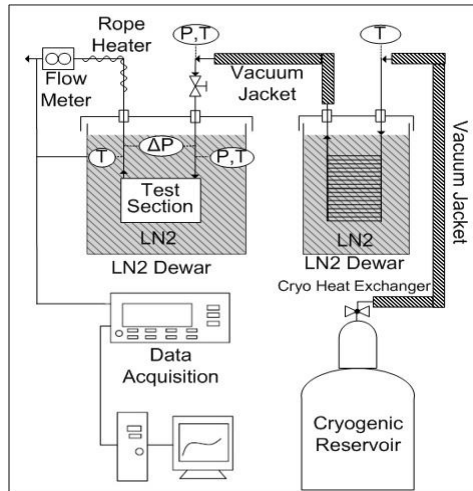 Rope
Heater
P,T
T
Flow
Meter
Vacuum
Jacket
ΔP
T
P,T
Test
Section
LN2
LN2 Dewar
LN2
LN2 Dewar
Cryo Heat Exchanger
Vacuum Jacket
Data
Acquisition
Cryogenic
Reservoir